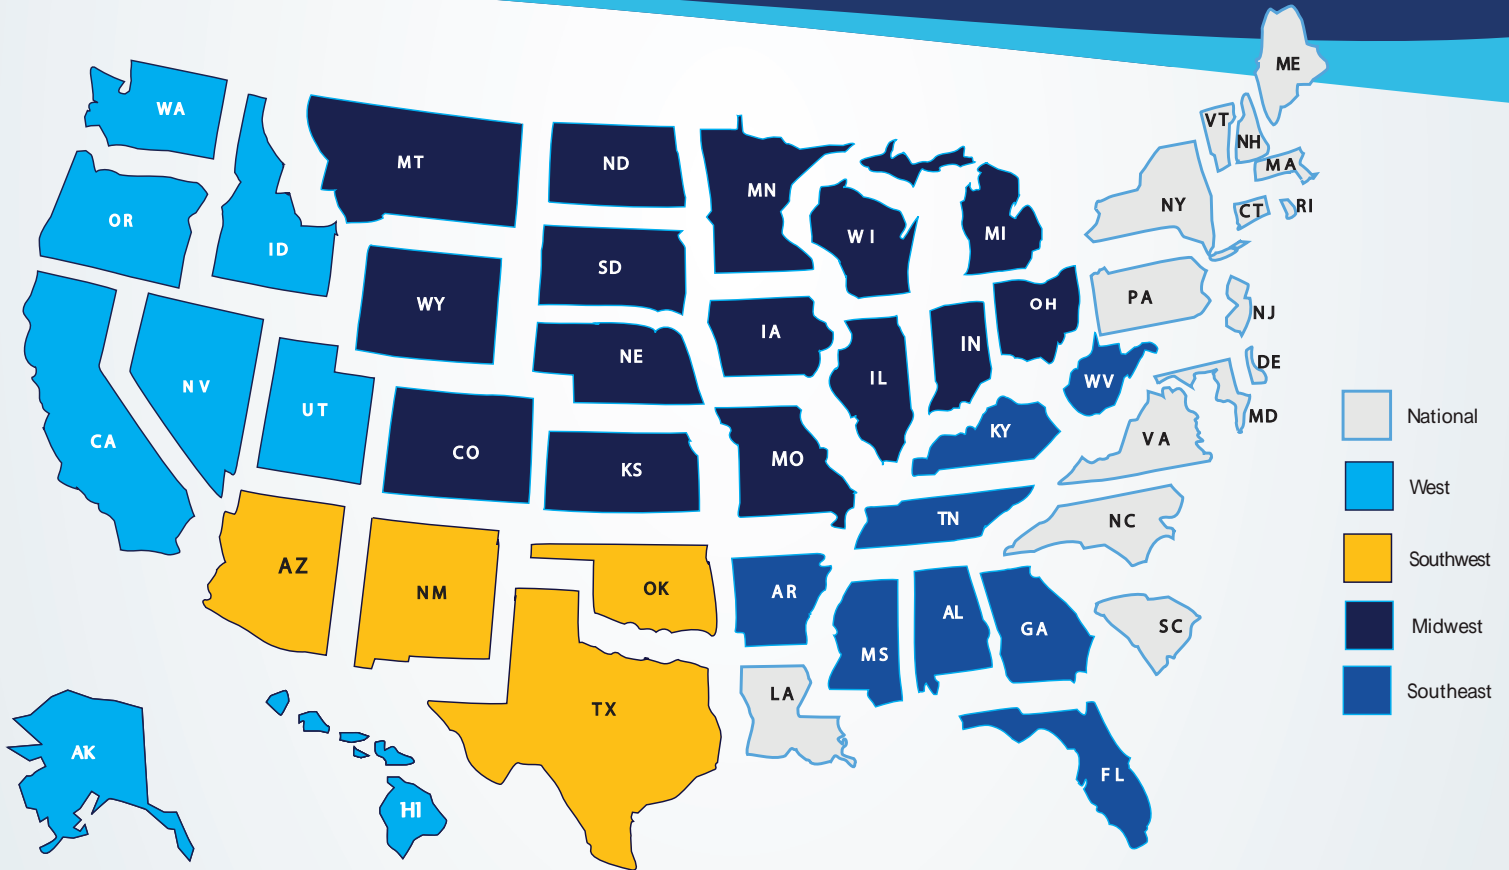 ME
WA
VT
NH
MT
ND
MA
MN
NY
CT
RI
OR
WI
MI
ID
SD
PA
WY
OH
NJ
IA
IN
NE
DE
NV
IL
WV
UT
MD
National
CA
KY
VA
CO
MO
KS
West
TN
NC
AZ
Southwest
OK
NM
AR
AL
SC
GA
Midwest
MS
LA
Southeast
TX
AK
FL
HI